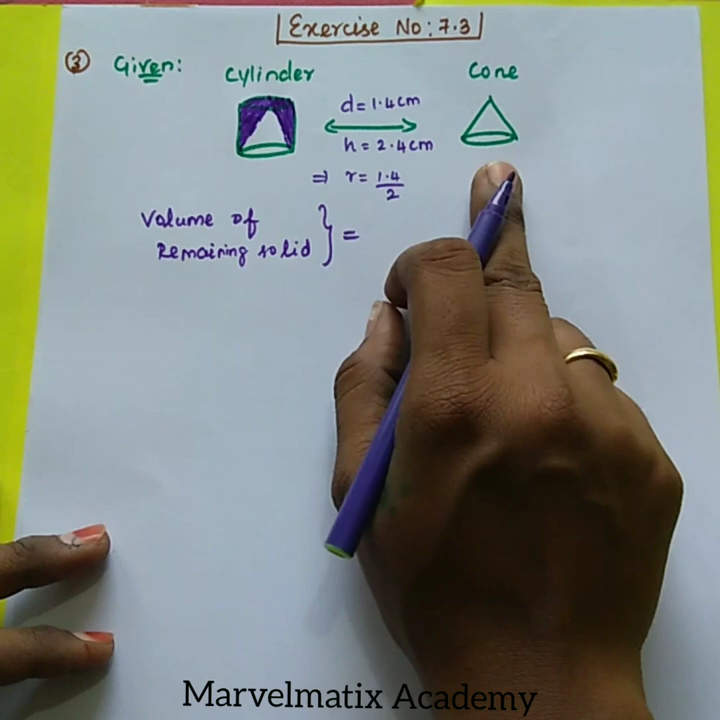 Exercise No: 7.3
③ Given: Cylinder Cone
d = 1.4cm
h = 2.4cm
⇒ r = 1.4/2
Volume of
Remaining solid } =
Marvelmatix Academy